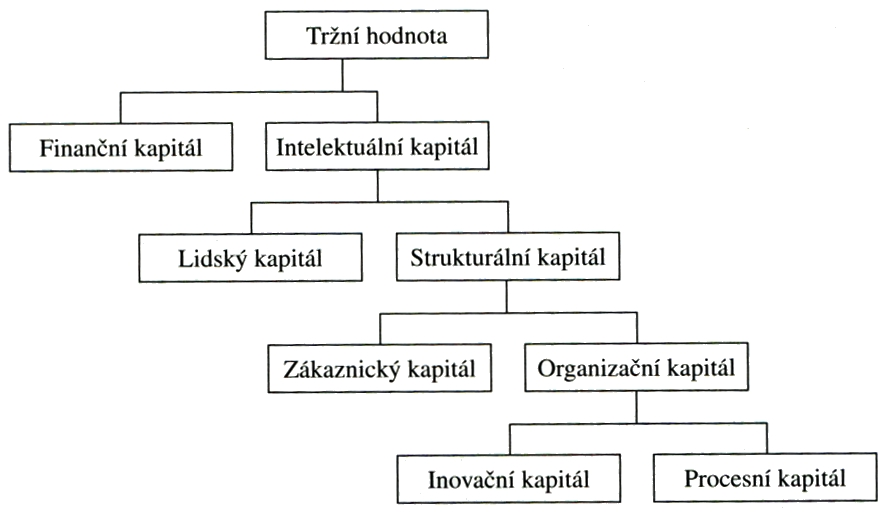 Tržní hodnota
Finanční kapitál
Intelektuální kapitál
Lidský kapitál
Strukturální kapitál
Zákaznický kapitál
Organizační kapitál
Inovační kapitál
Procesní kapitál